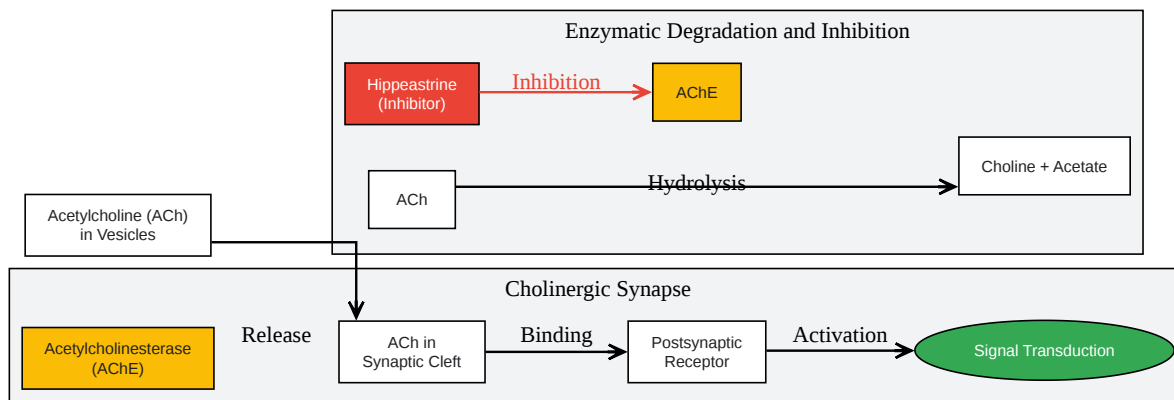 Enzymatic Degradation and Inhibition
Hippeastrine
(Inhibitor)
Inhibition
AChE
ACh
Hydrolysis
Choline + Acetate
Acetylcholine (ACh)
in Vesicles
Cholinergic Synapse
Acetylcholinesterase
(AChE)
Release
ACh in
Synaptic Cleft
Binding
Postsynaptic
Receptor
Activation
Signal Transduction